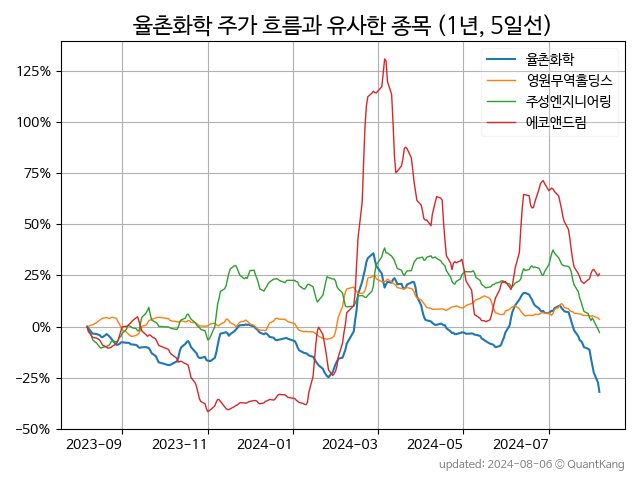 율촌화학 주가 흐름과 유사한 종목 (1년, 5일선)
율촌화학
영원무역홀딩스
주성엔지니어링
에코앤드림
125%
100%
75%
50%
25%
0%
−25%
−50%
2023-09 2023-11 2024-01 2024-03 2024-05 2024-07
updated: 2024-08-06 © QuantKang